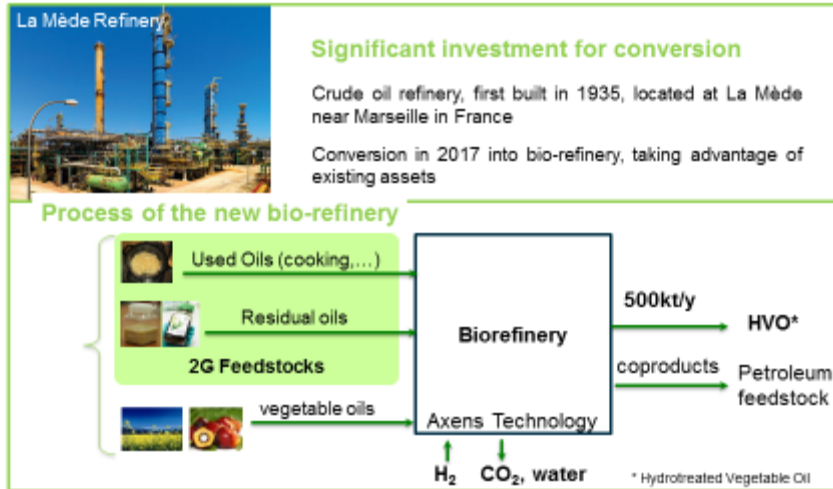 La Mède Refinery
Significant investment for conversion
Crude oil refinery, first built in 1935, located at La Mède
near Marseille in France
Conversion in 2017 into bio-refinery, taking advantage of
existing assets
Process of the new bio-refinery
Used Oils (cooking,...)
Residual oils
2G Feedstocks
vegetable oils
Biorefinery
Axens Technology
H₂
CO₂, water
500kt/y
HVO*
coproducts
Petroleum
feedstock
* Hydrotreated Vegetable Oil